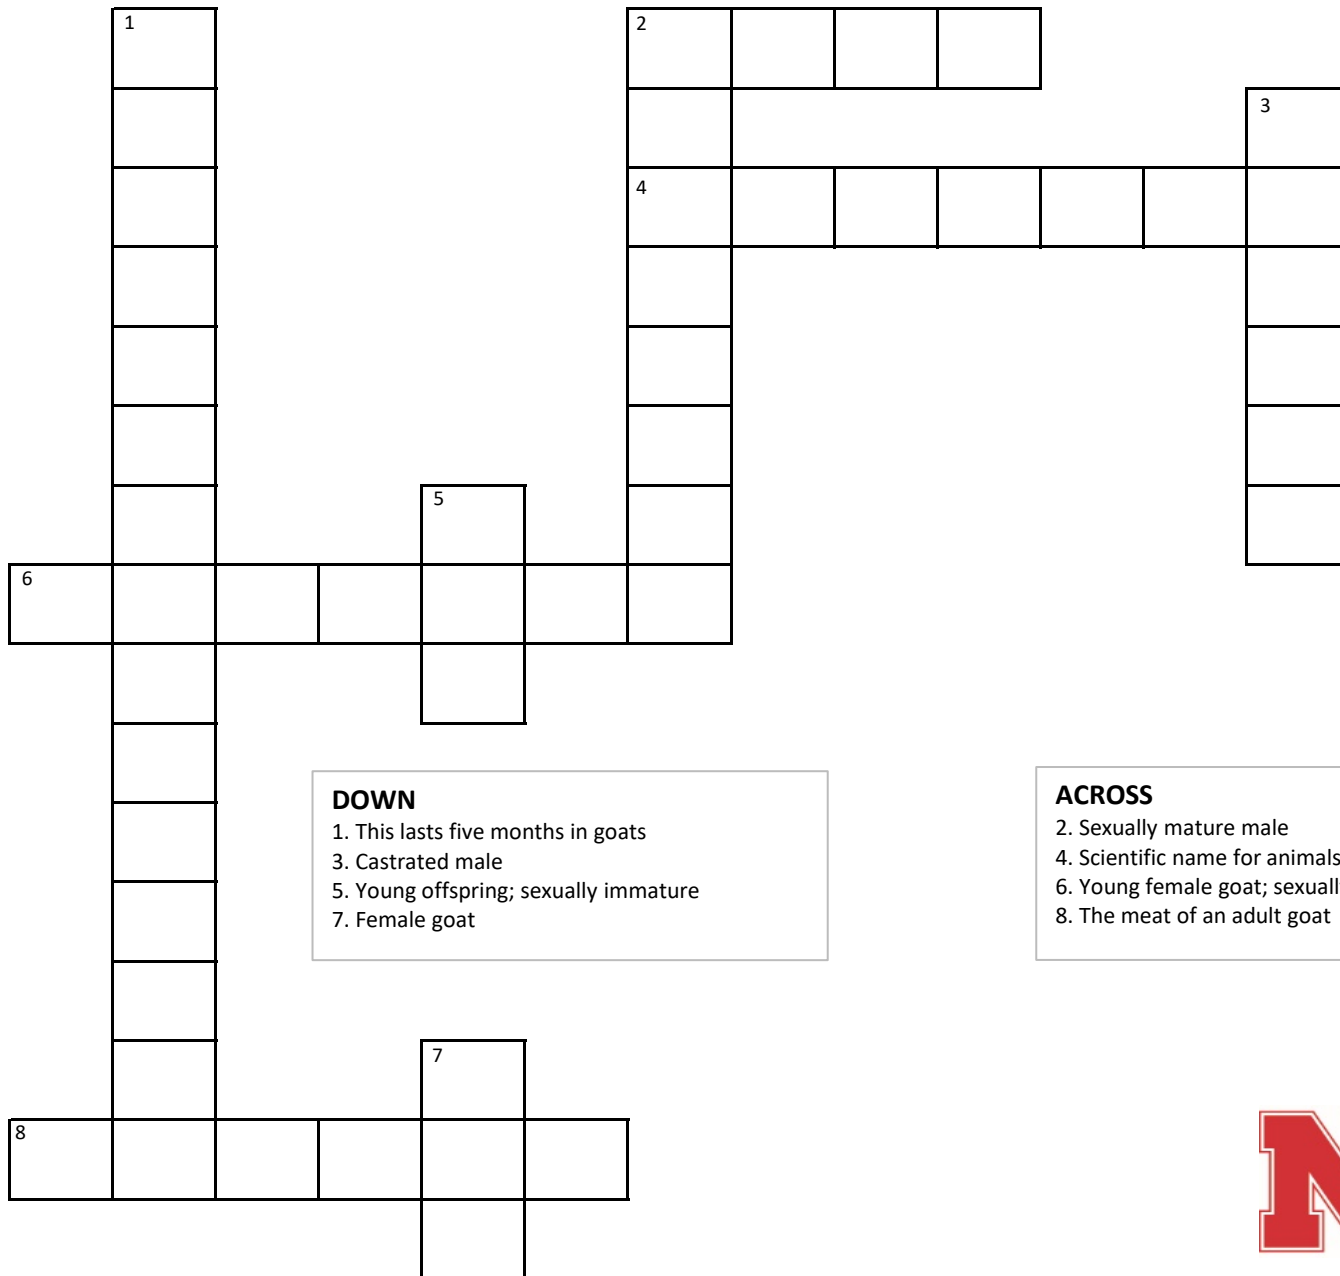 1
2
3
4
5
6
DOWN
1. This lasts five months in goats
3. Castrated male
5. Young offspring; sexually immature
7. Female goat
ACROSS
2. Sexually mature male
4. Scientific name for animals
6. Young female goat;
8. The meat of an adult goat
7
8
N